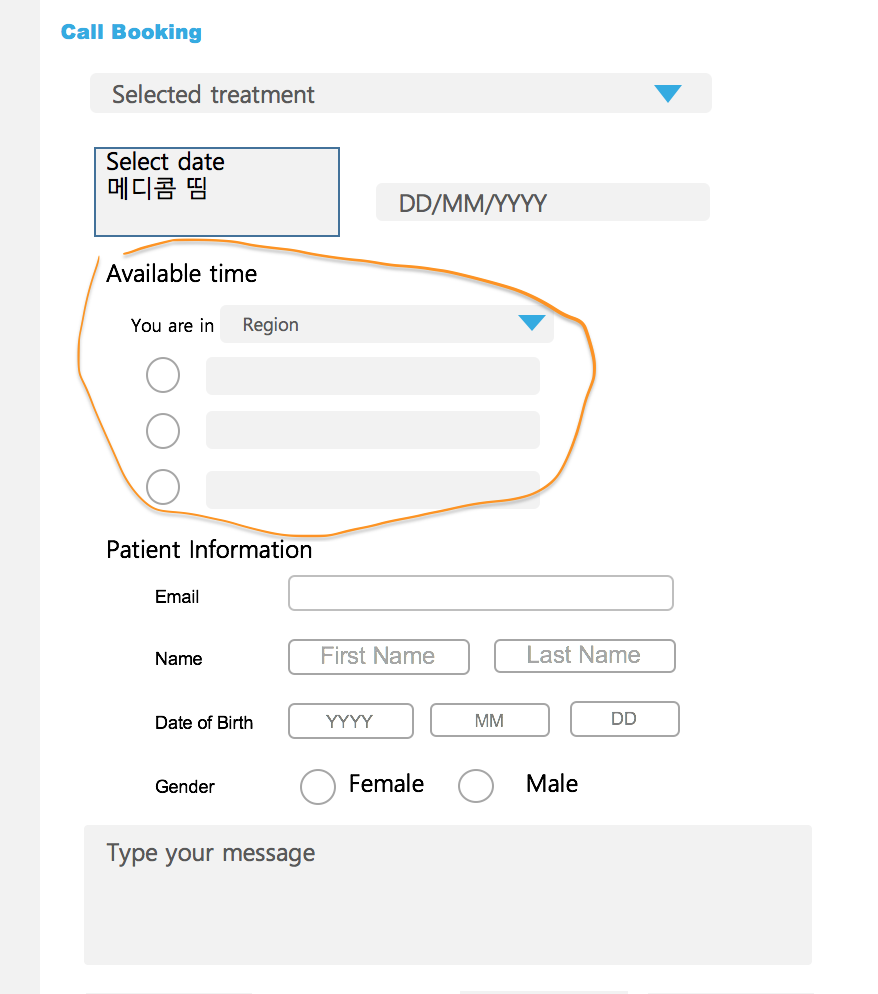 Call Booking
Selected treatment
Select date
메디콤 띰
DD/MM/YYYY
Available time
You are in Region
Patient Information
Email
Name First Name Last Name
Date of Birth YYYY MM DD
Gender Female Male
Type your message